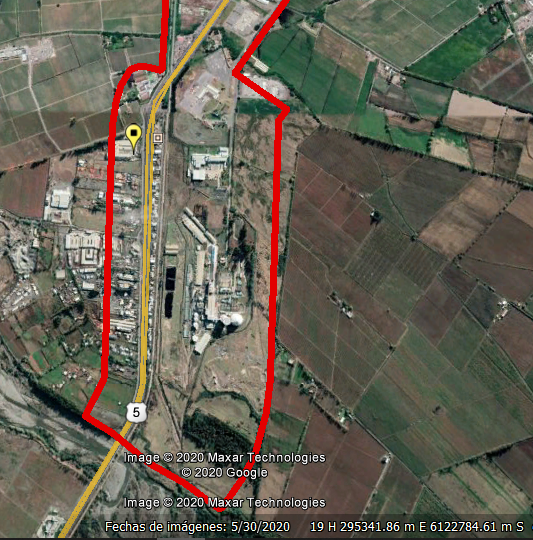 5
Image © 2020 Maxar Technologies
© 2020 Google
Image © 2020 Maxar Technologies
Fechas de imágenes: 5/30/2020 19 H 295341.86 m E 6122784.61 m S